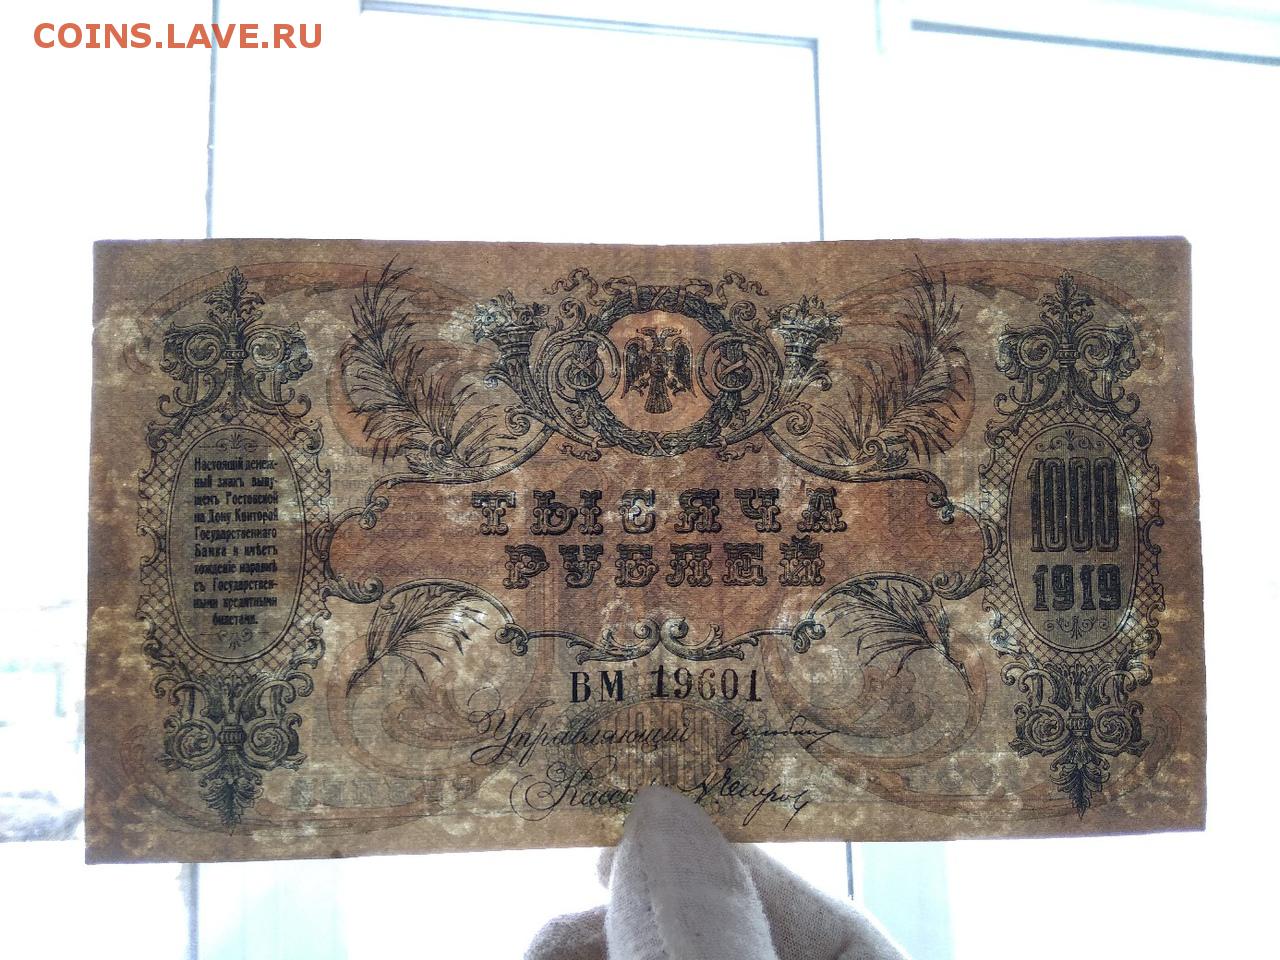 COINS.LAVE.RU
Настоящій денеж-
ный знакъ выпу-
щенъ Ростовской
на Дону Конторой
Государственнаго
Банка и имѣетъ
хожденіе наравнѣ
съ Государствен-
ными кредитными
билетами.
ТЫСЯЧА
РУБЛЕЙ
1000
1919
ВМ 19601
Управляющій